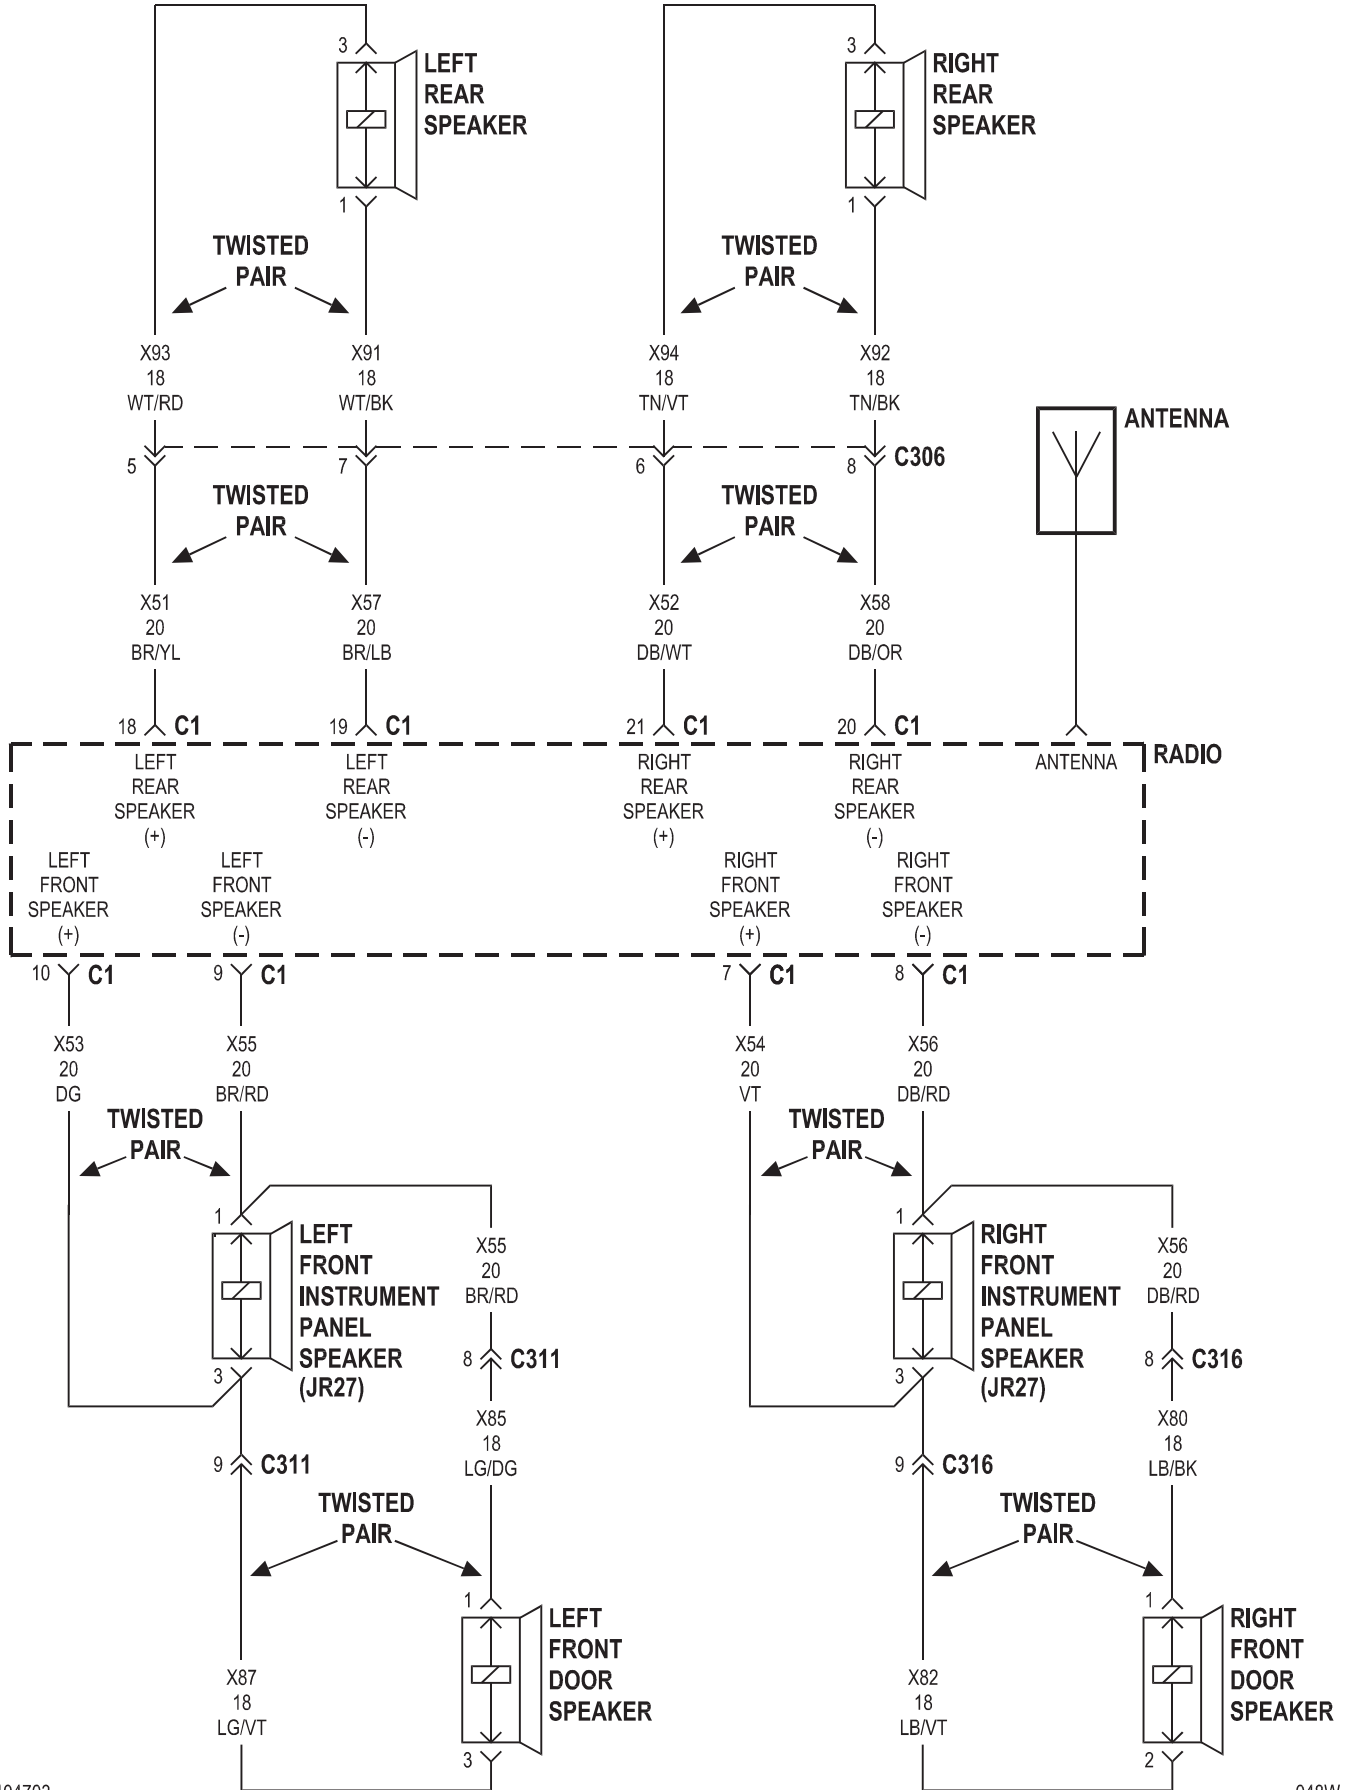 3
LEFT
REAR
SPEAKER
1
3
RIGHT
REAR
SPEAKER
1
TWISTED
PAIR
TWISTED
PAIR
X93
18
WT/RD
X91
18
WT/BK
X94
18
TN/VT
X92
18
TN/BK
ANTENNA
5
7
6
8
C306
TWISTED
PAIR
TWISTED
PAIR
X51
20
BR/YL
X57
20
BR/LB
X52
20
DB/WT
X58
20
DB/OR
18
C1
19
C1
21
C1
20
C1
RADIO
LEFT
REAR
SPEAKER
(+)
LEFT
REAR
SPEAKER
(-)
RIGHT
REAR
SPEAKER
(+)
RIGHT
REAR
SPEAKER
(-)
ANTENNA
LEFT
FRONT
SPEAKER
(+)
LEFT
FRONT
SPEAKER
(-)
RIGHT
FRONT
SPEAKER
(+)
RIGHT
FRONT
SPEAKER
(-)
10
C1
9
C1
7
C1
8
C1
X53
20
DG
X55
20
BR/RD
X54
20
VT
X56
20
DB/RD
TWISTED
PAIR
TWISTED
PAIR
1
LEFT
FRONT
INSTRUMENT
PANEL
SPEAKER
(JR27)
3
X55
20
BR/RD
8
C311
X85
18
LG/DG
1
RIGHT
FRONT
INSTRUMENT
PANEL
SPEAKER
(JR27)
3
X56
20
DB/RD
8
C316
X80
18
LB/BK
9
C311
9
C316
TWISTED
PAIR
TWISTED
PAIR
1
LEFT
FRONT
DOOR
SPEAKER
3
X87
18
LG/VT
1
RIGHT
FRONT
DOOR
SPEAKER
2
X82
18
LB/VT